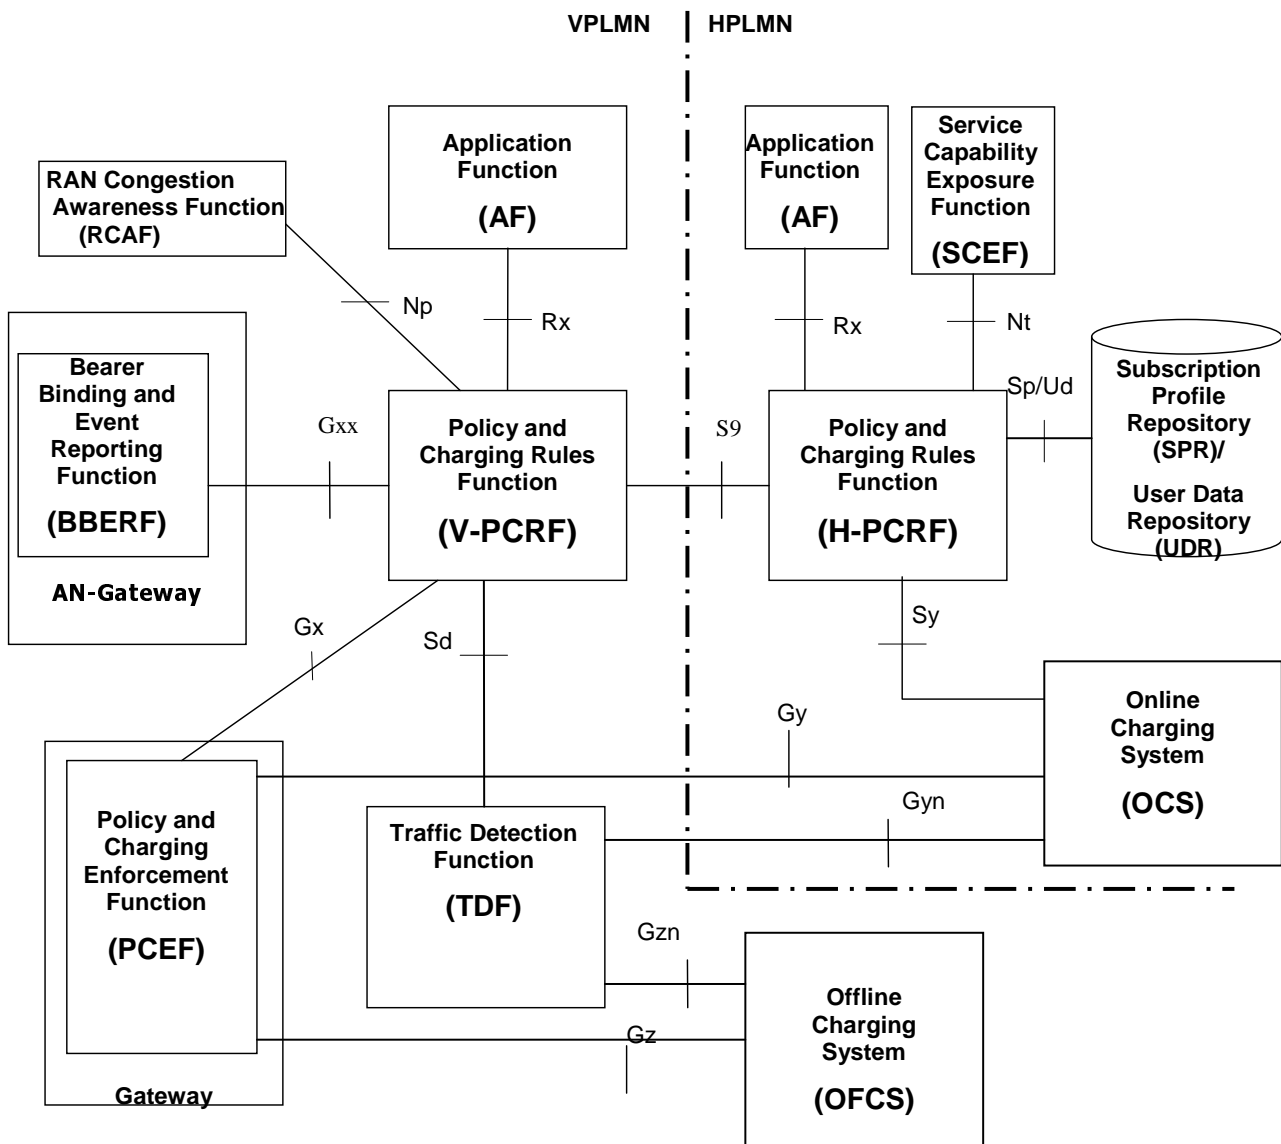 VPLMN
HPLMN
RAN Congestion
Awareness Function
(RCAF)
Application
Function
(AF)
Application
Function
(AF)
Service
Capability
Exposure
Function
(SCEF)
Np
Rx
Rx
Nt
Sp/Ud
Bearer
Binding and
Event
Reporting
Function
(BBERF)
AN-Gateway
Gxx
Policy and
Charging Rules
Function
(V-PCRF)
S9
Policy and
Charging Rules
Function
(H-PCRF)
Subscription
Profile
Repository
(SPR)/
User Data
Repository
(UDR)
Gx
Sd
Sy
Gy
Gyn
Online
Charging
System
(OCS)
Policy and
Charging
Enforcement
Function
(PCEF)
Gateway
Traffic Detection
Function
(TDF)
Gzn
Gz
Offline
Charging
System
(OFCS)